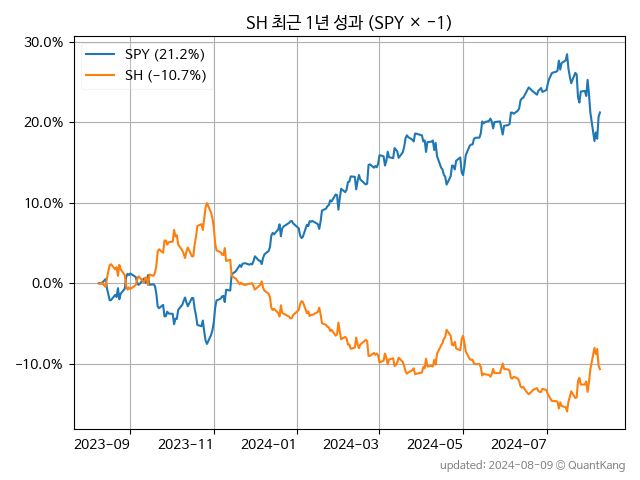 SH 최근 1년 성과 (SPY × −1)
30.0%
SPY (21.2%)
SH (−10.7%)
20.0%
10.0%
0.0%
−10.0%
2023-09 2023-11 2024-01 2024-03 2024-05 2024-07
updated: 2024-08-09 © QuantKang